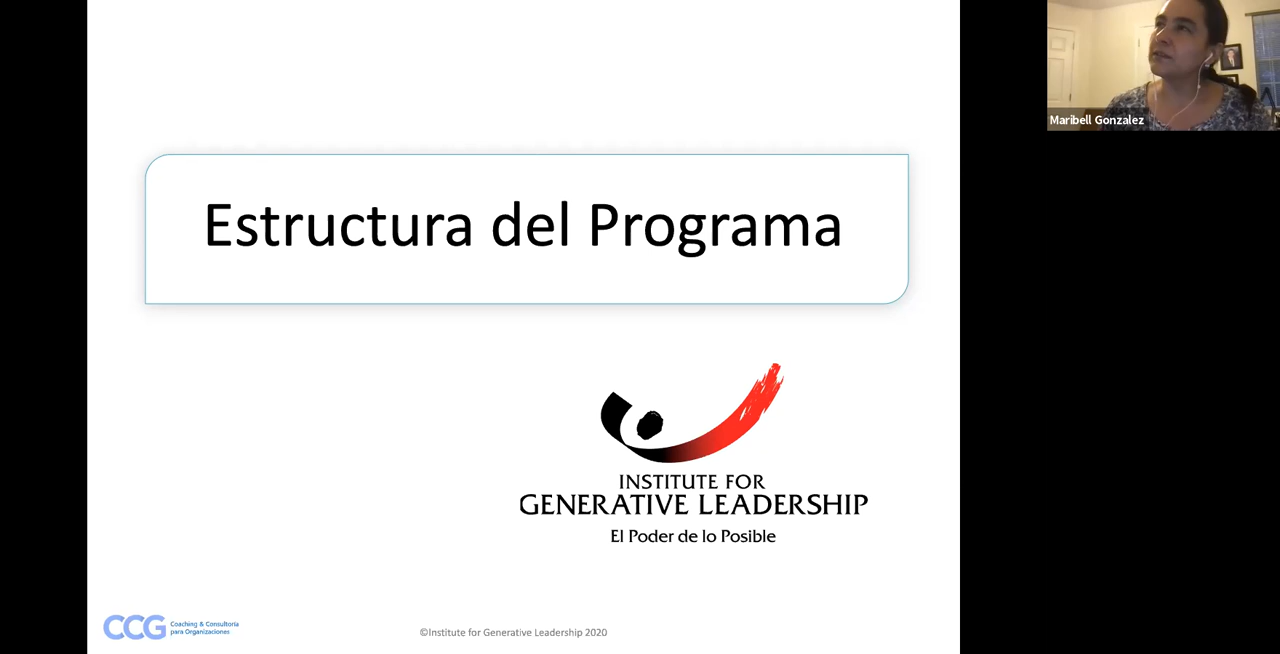 Estructura del Programa
INSTITUTE FOR
GENERATIVE LEADERSHIP
El Poder de lo Posible
CCG
Coaching & Consultoría
para Organizaciones
©Institute for Generative Leadership 2020
Maribell Gonzalez